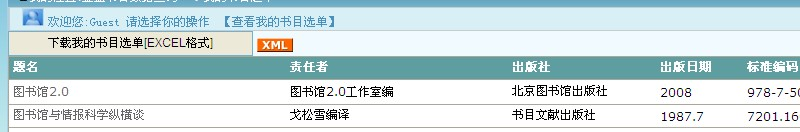 欢迎您:Guest 请选择你的操作 【查看我的书目选单】
下载我的书目选单[EXCEL格式] XML
题名 责任者 出版社 出版日期 标准编码
图书馆2.0 图书馆2.0工作室编 北京图书馆出版社 2008 978-7-50
图书馆与情报科学纵横谈 戈松雪编译 书目文献出版社 1987.7 7201.16